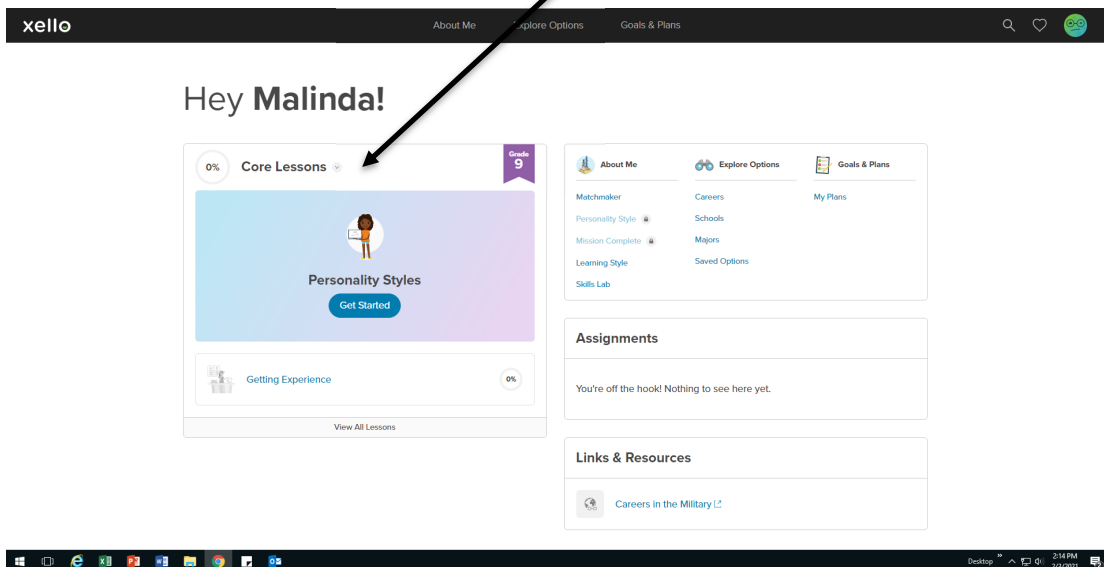 xello
About Me Explore Options Goals & Plans
Hey Malinda!
0% Core Lessons
Grade
9
Personality Styles
Get Started
Getting Experience 0%
View All Lessons
About Me Explore Options Goals & Plans
Matchmaker Careers My Plans
Personality Style Schools
Mission Complete Majors
Learning Style Saved Options
Skills Lab
Assignments
You're off the hook! Nothing to see here yet.
Links & Resources
Careers in the Military
Desktop 2:14 PM
2/3/2021